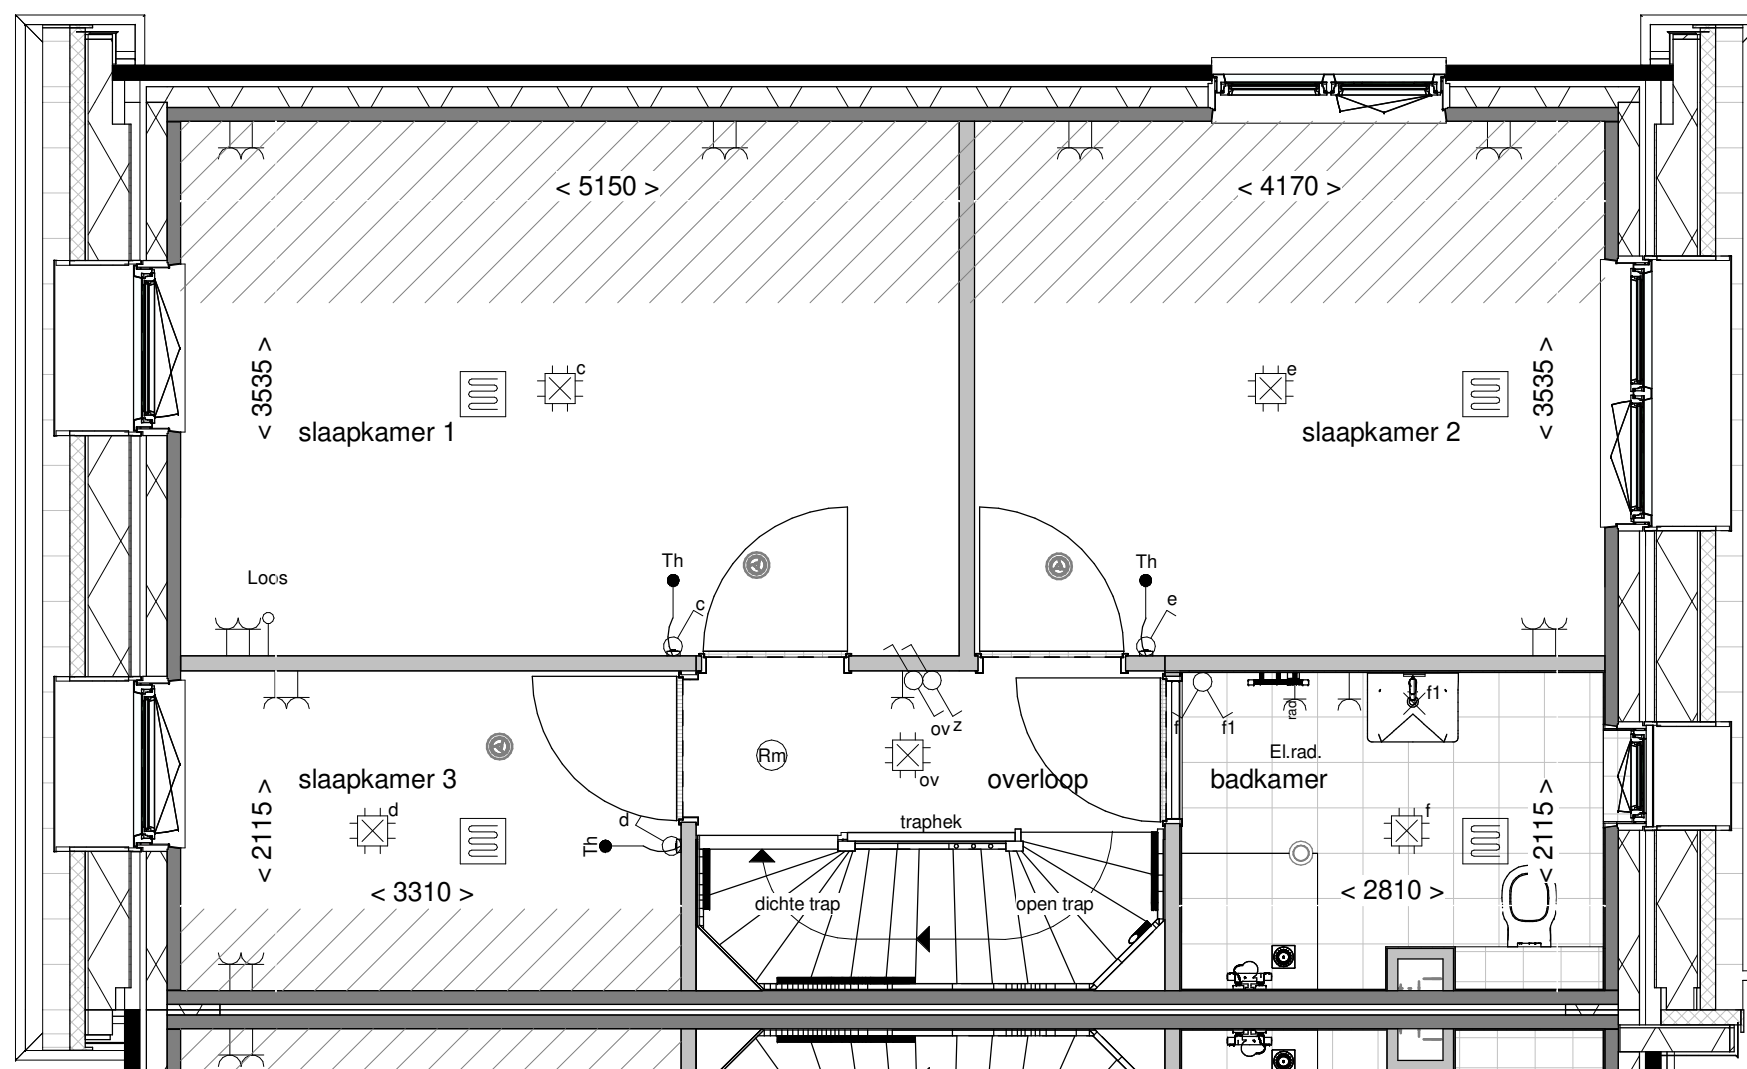 < 5150 >
< 4170 >
< 3535 >
c
slaapkamer 1
e
< 3535 >
slaapkamer 2
Loos
Th
c
Th
e
ov z
f
f1
rad
f1
slaapkamer 3
d
< 2115 >
< 3310 >
Th
d
Rm
ov
overloop
traphek
dichte trap
open trap
El.rad.
badkamer
f
< 2115 >
< 2810 >